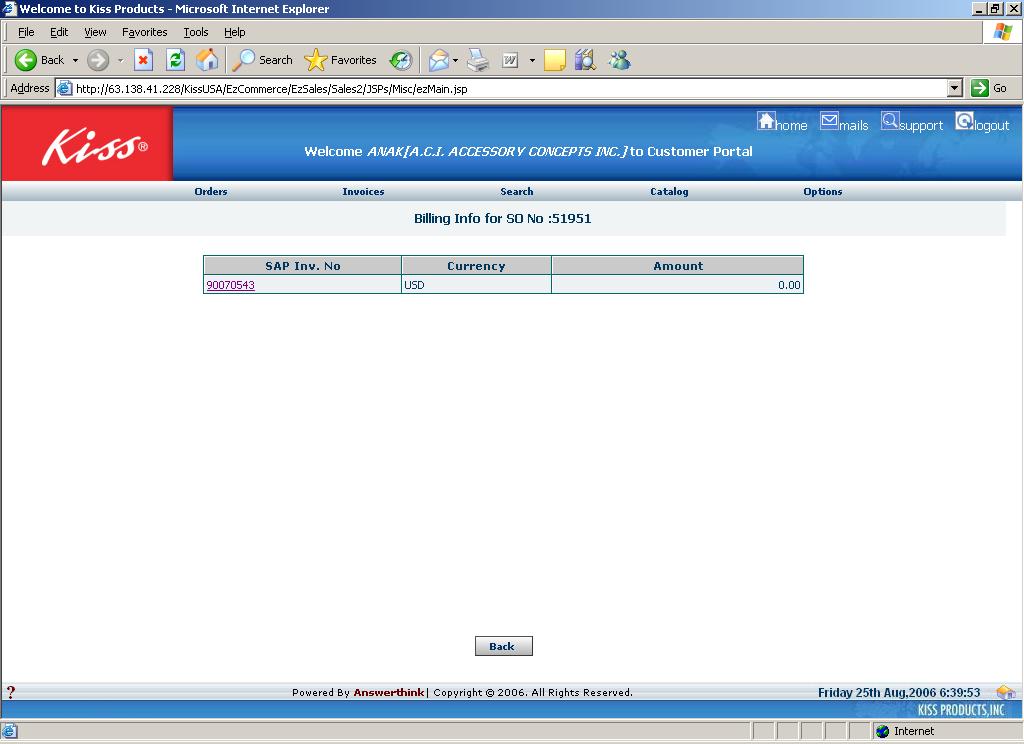 Welcome to Kiss Products - Microsoft Internet Explorer
File Edit View Favorites Tools Help
Back Search Favorites
Address http://63.138.41.228/KissUSA/EzCommerce/EzSales/Sales2/JSPs/Misc/ezMain.jsp Go
Kiss®
home mails support logout
Welcome ANAK[A.C.I. ACCESSORY CONCEPTS INC.] to Customer Portal
Orders Invoices Search Catalog Options
Billing Info for SO No :51951
SAP Inv. No Currency Amount
90070543 USD 0.00
Back
? Powered By Answerthink| Copyright © 2006. All Rights Reserved. Friday 25th Aug,2006 6:39:53
KISS PRODUCTS,INC
Internet